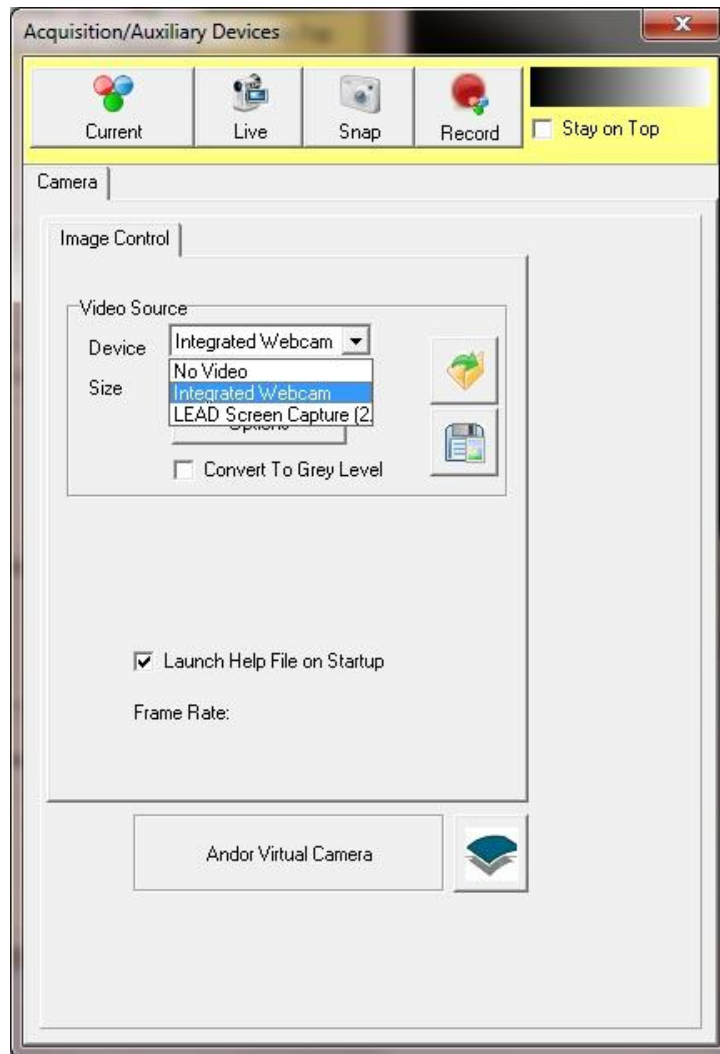 Acquisition/Auxiliary Devices
Current Live Snap Record Stay on Top
Camera
Image Control
Video Source
Device Integrated Webcam
No Video
Size Integrated Webcam
LEAD Screen Capture (2.
Options
Convert To Grey Level
Launch Help File on Startup
Frame Rate:
Andor Virtual Camera